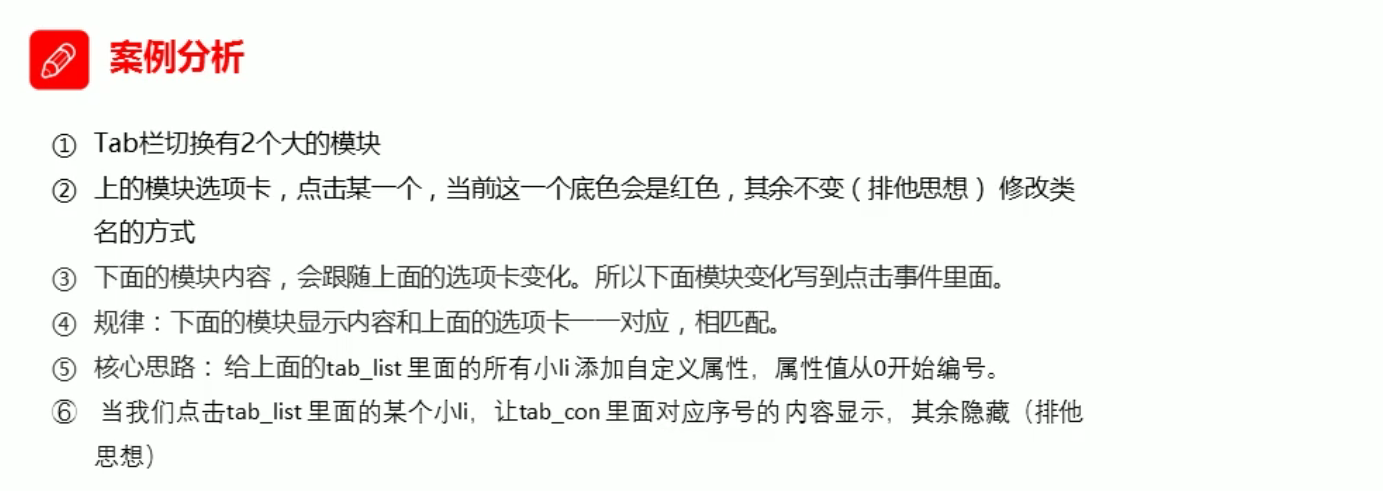 案例分析
① Tab栏切换有2个大的模块
② 上的模块选项卡，点击某一个，当前这一个底色会是红色，其余不变（排他思想） 修改类
名的方式
③ 下面的模块内容，会跟随上面的选项卡变化。所以下面模块变化写到点击事件里面。
④ 规律：下面的模块显示内容和上面的选项卡一一对应，相匹配。
⑤ 核心思路： 给上面的tab_list 里面的所有小li 添加自定义属性，属性值从0开始编号。
⑥ 当我们点击tab_list 里面的某个小li，让tab_con 里面对应序号的 内容显示，其余隐藏（排他
思想）